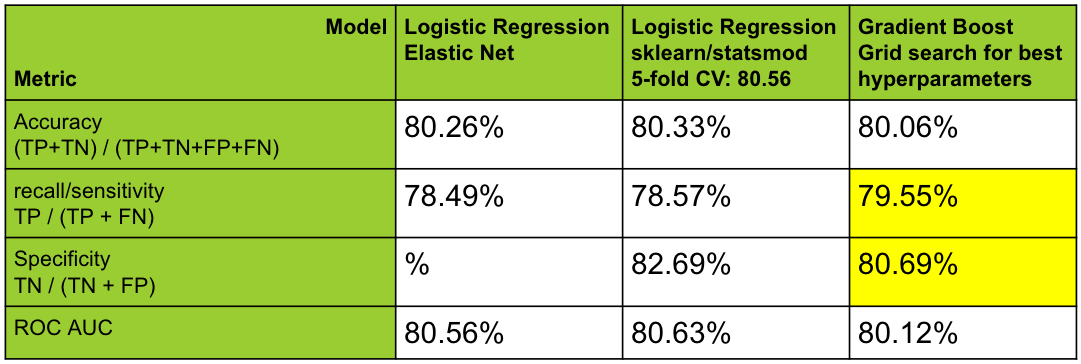 Model
Metric
Logistic Regression
Elastic Net
Logistic Regression
sklearn/statsmod
5-fold CV: 80.56
Gradient Boost
Grid search for best
hyperparameters
Accuracy
(TP+TN) / (TP+TN+FP+FN)
80.26%
80.33%
80.06%
recall/sensitivity
TP / (TP + FN)
78.49%
78.57%
79.55%
Specificity
TN / (TN + FP)
%
82.69%
80.69%
ROC AUC
80.56%
80.63%
80.12%